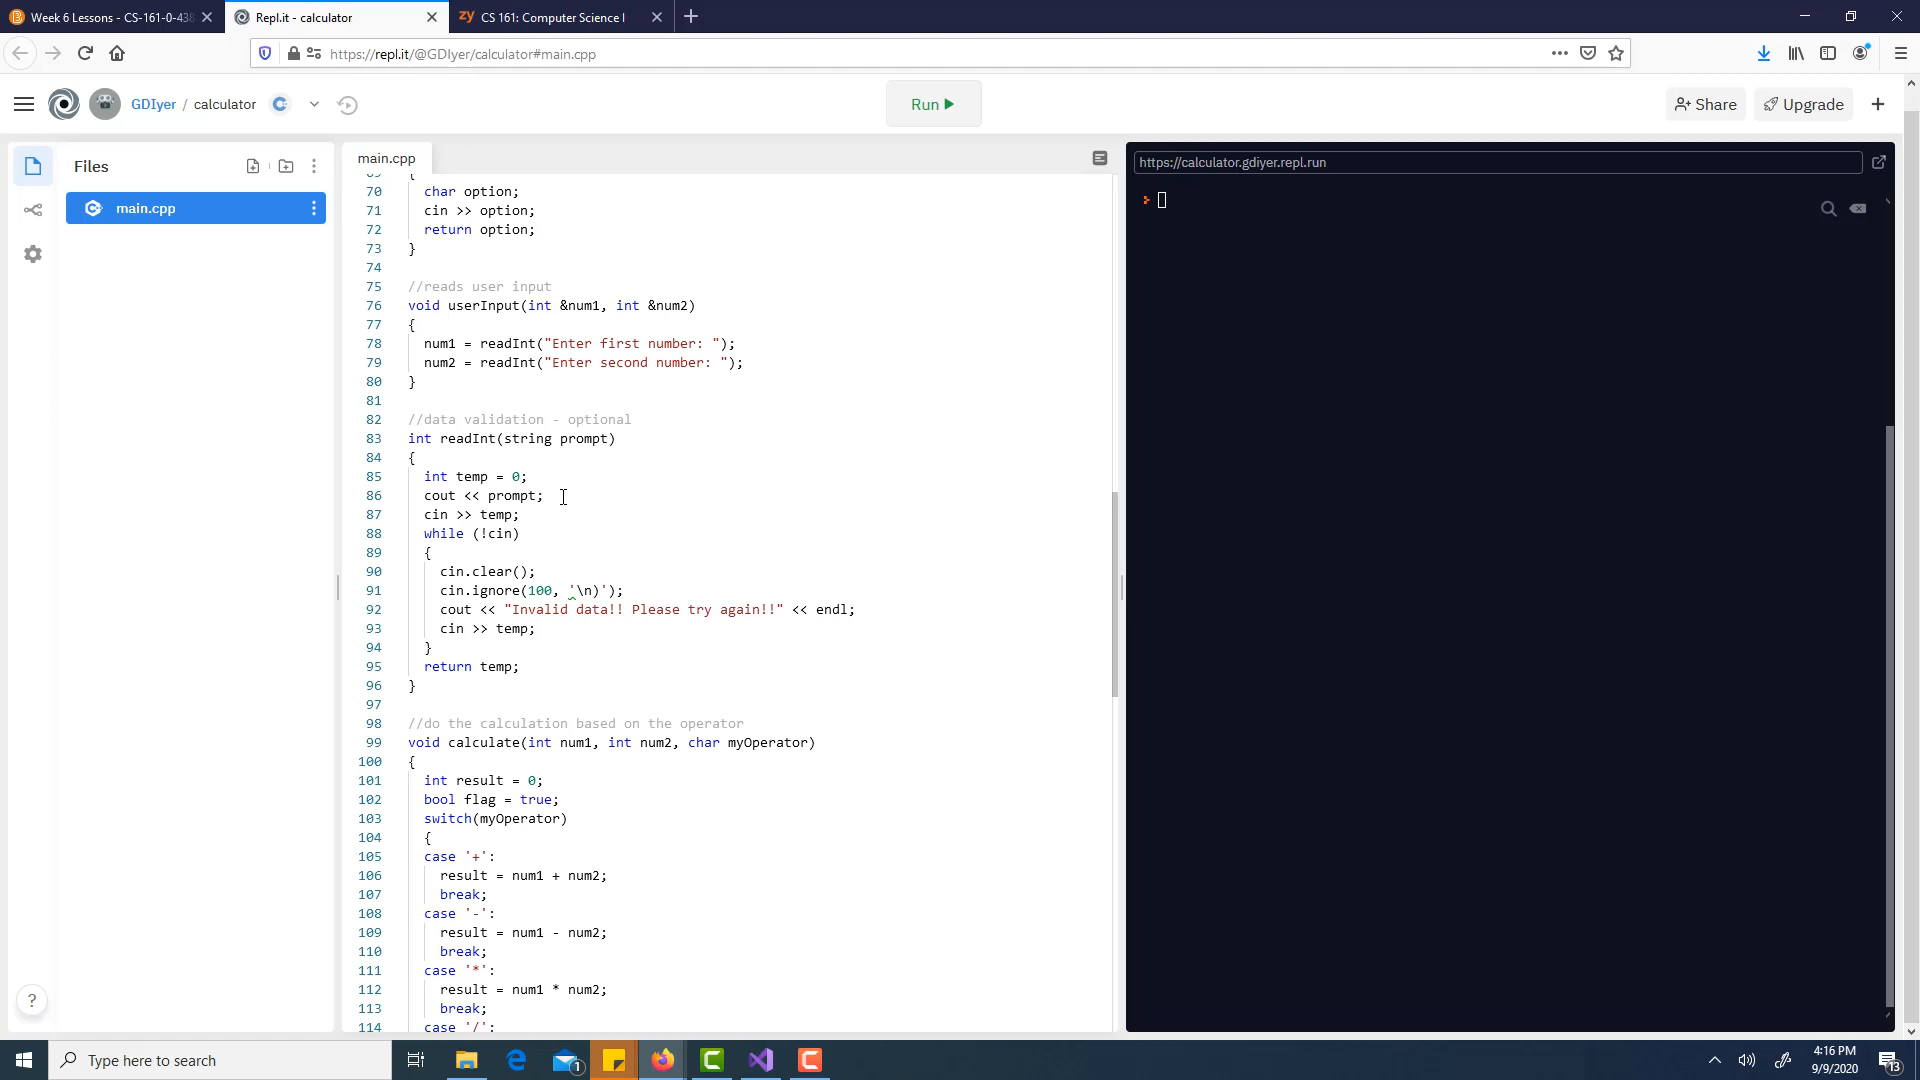 Week 6 Lessons - CS-161-0-438
Repl.it - calculator
zy CS 161: Computer Science I
https://repl.it/@GDIyer/calculator#main.cpp
GDIyer / calculator
Run
Share
Upgrade
Files
main.cpp
main.cpp
https://calculator.gdiyer.repl.run
69 {
70 char option;
71 cin >> option;
72 return option;
73 }
74
75 //reads user input
76 void userInput(int &num1, int &num2)
77 {
78 num1 = readInt("Enter first number: ");
79 num2 = readInt("Enter second number: ");
80 }
81
82 //data validation - optional
83 int readInt(string prompt)
84 {
85 int temp = 0;
86 cout << prompt;
87 cin >> temp;
88 while (!cin)
89 {
90 cin.clear();
91 cin.ignore(100, '\n)');
92 cout << "Invalid data!! Please try again!!" << endl;
93 cin >> temp;
94 }
95 return temp;
96 }
97
98 //do the calculation based on the operator
99 void calculate(int num1, int num2, char myOperator)
100 {
101 int result = 0;
102 bool flag = true;
103 switch(myOperator)
104 {
105 case '+':
106 result = num1 + num2;
107 break;
108 case '-':
109 result = num1 - num2;
110 break;
111 case '*':
112 result = num1 * num2;
113 break;
114 case '/':
?
Type here to search
1
4:16 PM
9/9/2020
13